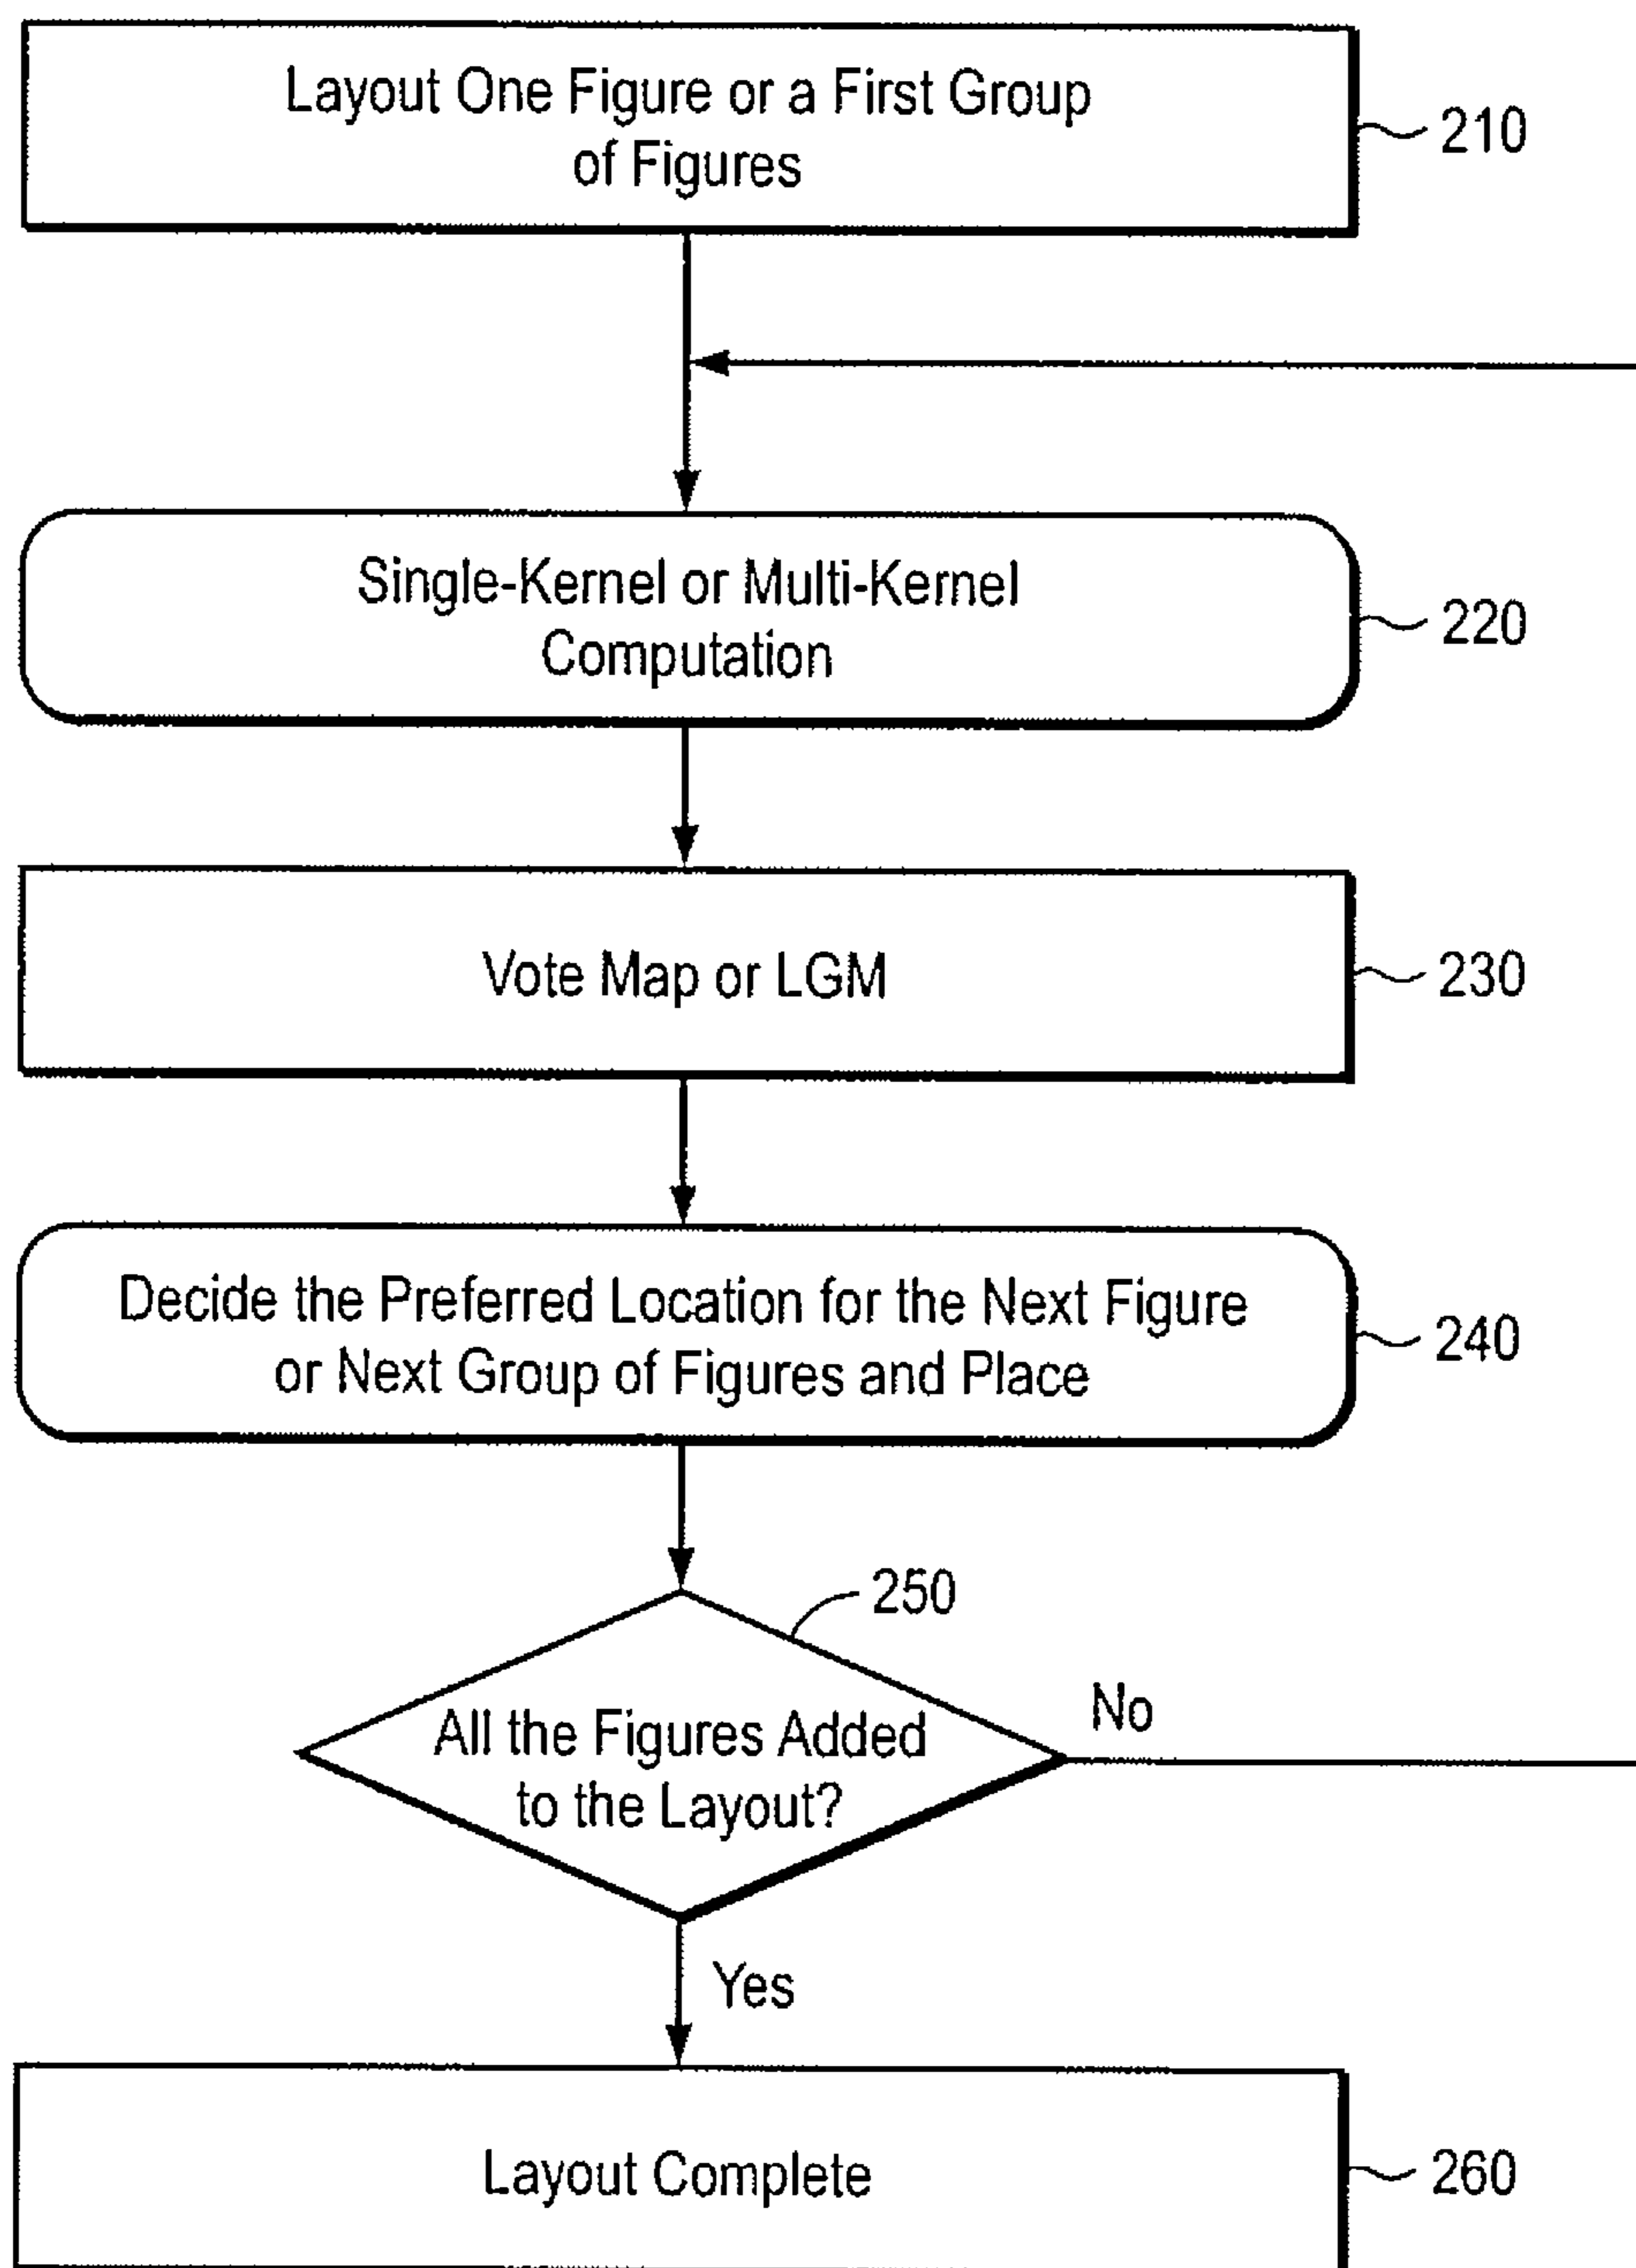 Layout One Figure or a First Group
of Figures
210
Single-Kernel or Multi-Kernel
Computation
220
Vote Map or LGM
230
Decide the Preferred Location for the Next Figure
or Next Group of Figures and Place
240
250
All the Figures Added
to the Layout?
No
Yes
Layout Complete
260